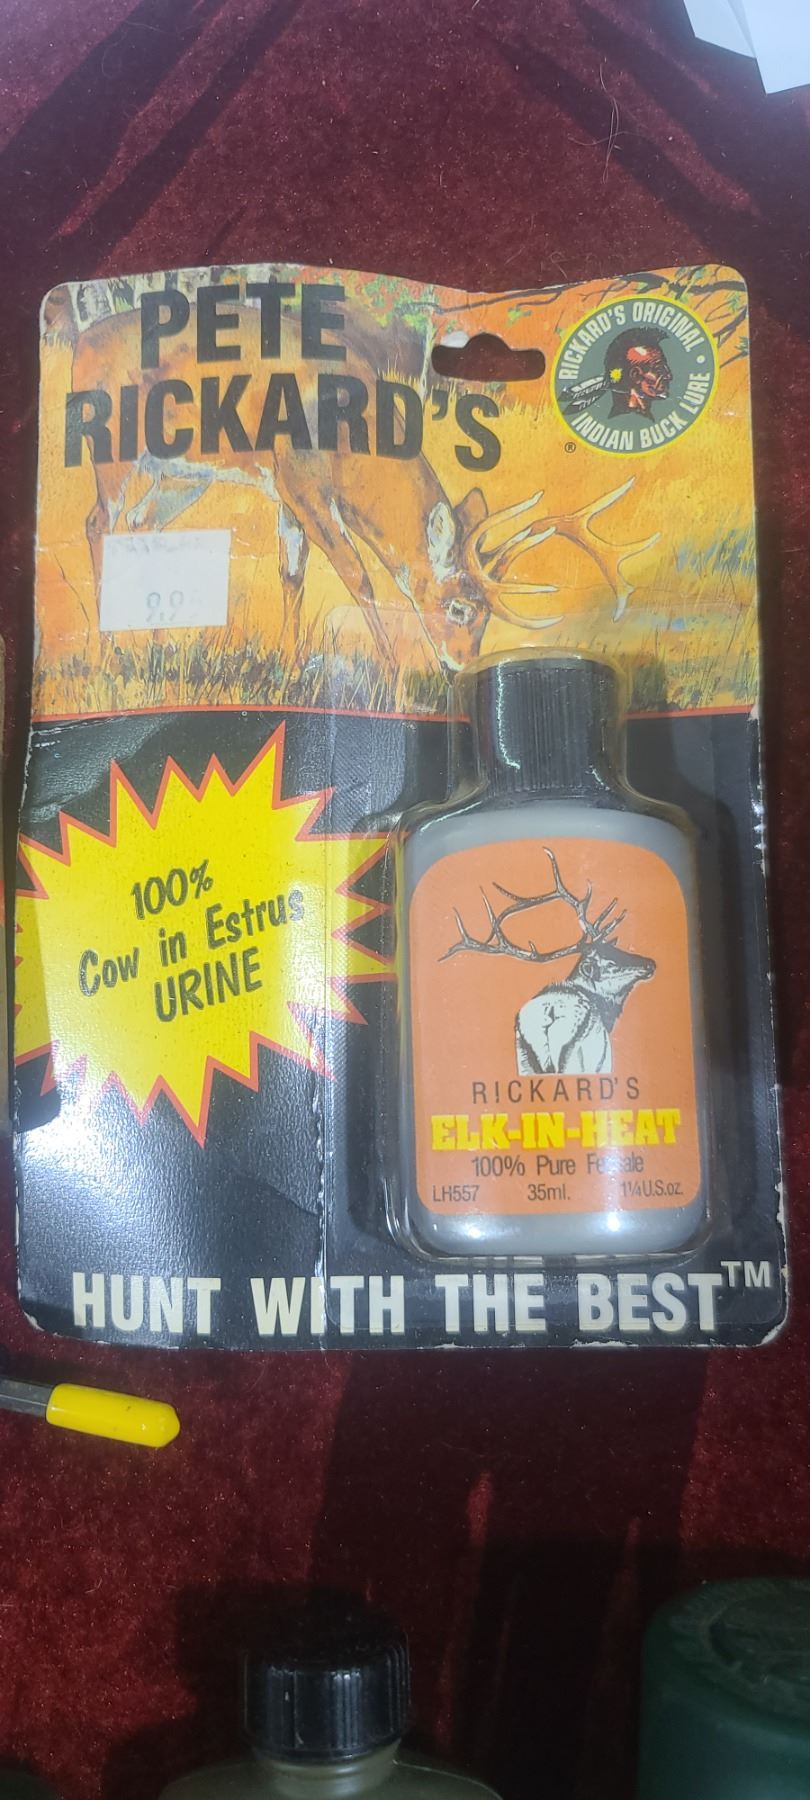 PETE
RICKARD'S
RICKARD'S ORIGINAL •
INDIAN BUCK LURE
®
100%
Cow in Estrus
URINE
RICKARD'S
ELK-IN-HEAT
100% Pure Female
LH557 35ml. 1¼U.S.oz.
HUNT WITH THE BEST™